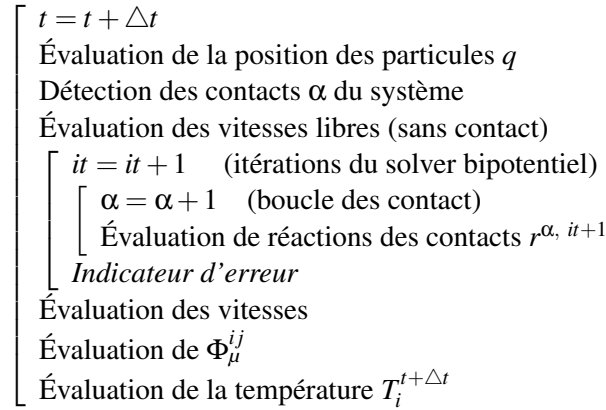 t = t + △t
Évaluation de la position des particules q
Détection des contacts α du système
Évaluation des vitesses libres (sans contact)
it = it + 1 (itérations du solver bipotentiel)
α = α + 1 (boucle des contact)
Évaluation de réactions des contacts r^{α, it+1}
Indicateur d'erreur
Évaluation des vitesses
Évaluation de Φ_μ^{ij}
Évaluation de la température T_i^{t+△t}